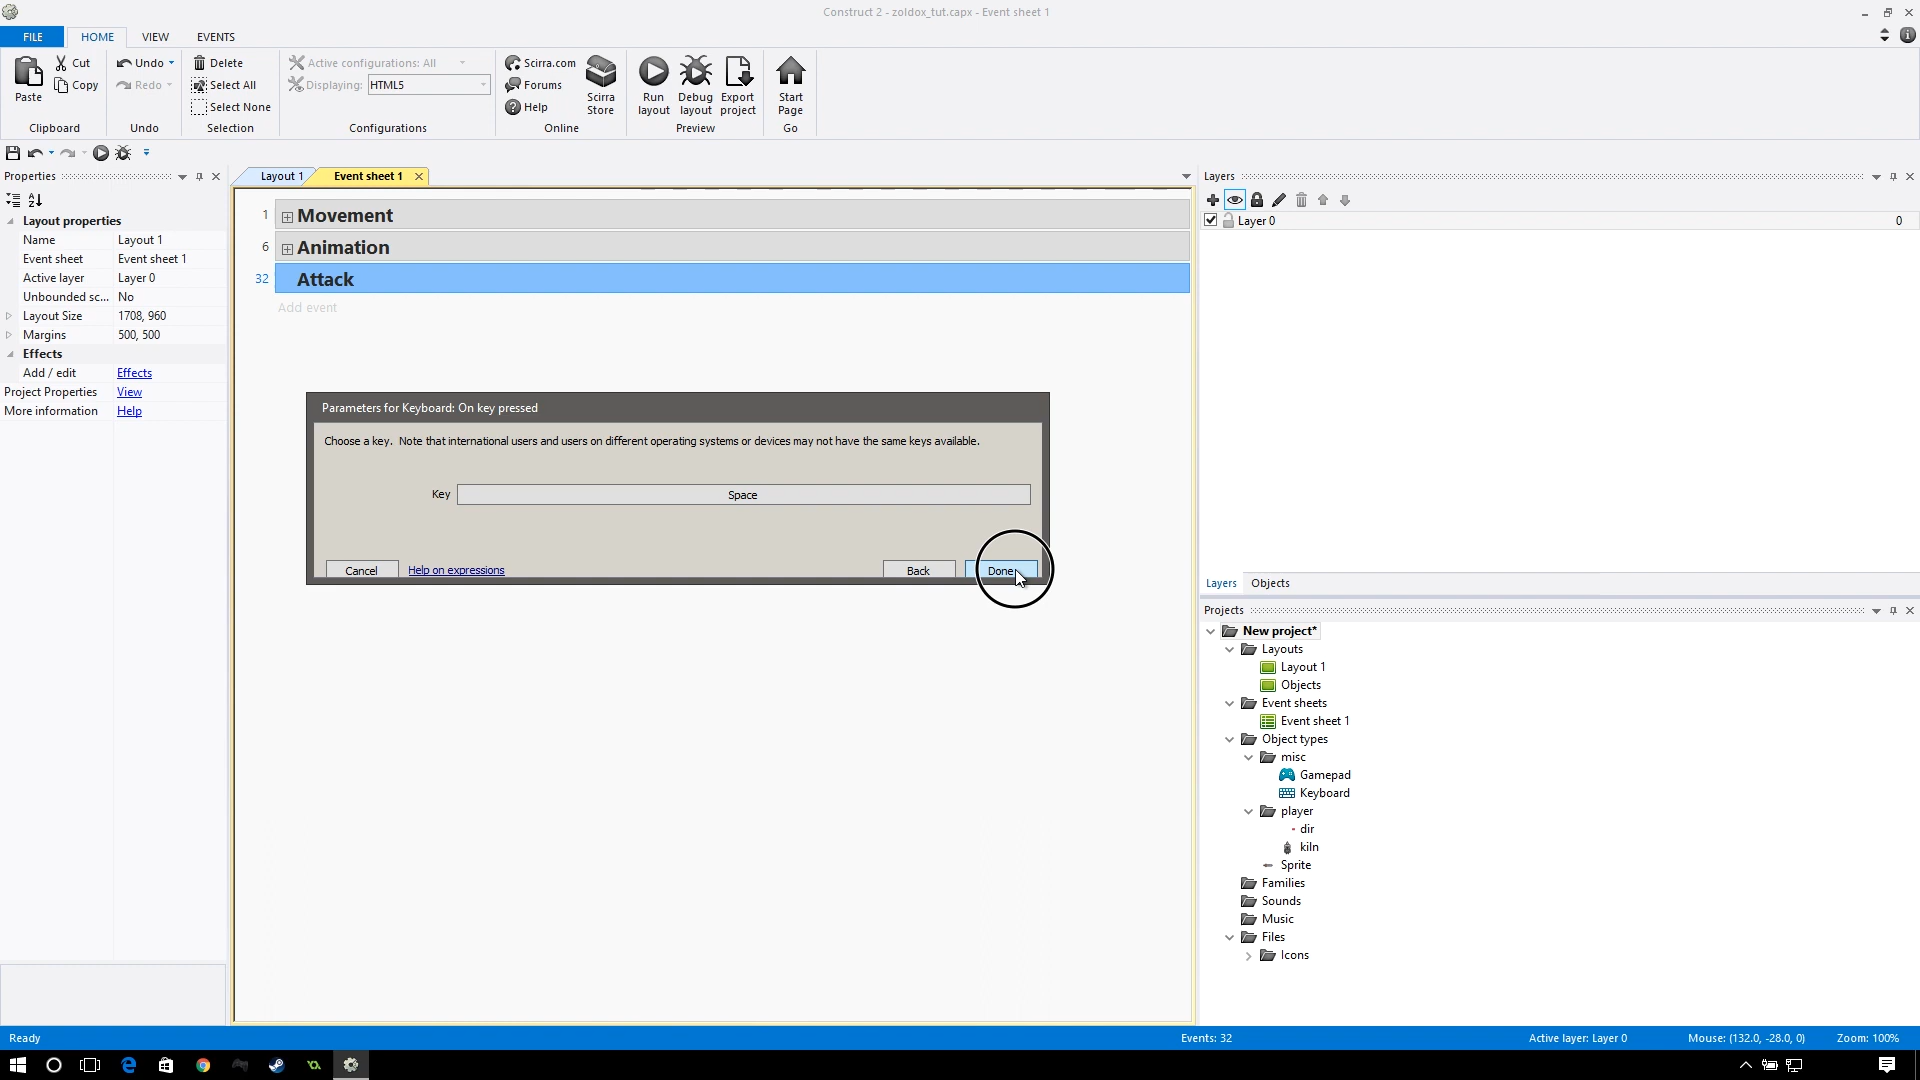 Construct 2 - zoldox_tut.capx - Event sheet 1
FILE HOME VIEW EVENTS
Paste Cut Copy Clipboard
Undo Redo Undo
Delete Select All Select None Selection
Active configurations: All
Displaying: HTML5
Configurations
Scirra.com Forums Help Scirra Store Online
Run layout Debug layout Export project Preview
Start Page Go
Properties
Layout 1 Event sheet 1
Layers
Layout properties
Name Layout 1
Event sheet Event sheet 1
Active layer Layer 0
Unbounded sc... No
Layout Size 1708, 960
Margins 500, 500
Effects
Add / edit Effects
Project Properties View
More information Help
1 Movement
6 Animation
32 Attack
Add event
Parameters for Keyboard: On key pressed
Choose a key. Note that international users and users on different operating systems or devices may not have the same keys available.
Key Space
Cancel Help on expressions Back Done
Layer 0 0
Layers Objects
Projects
New project*
Layouts
Layout 1
Objects
Event sheets
Event sheet 1
Object types
misc
Gamepad
Keyboard
player
dir
kiln
Sprite
Families
Sounds
Music
Files
Icons
Ready Events: 32 Active layer: Layer 0 Mouse: (132.0, -28.0, 0) Zoom: 100%